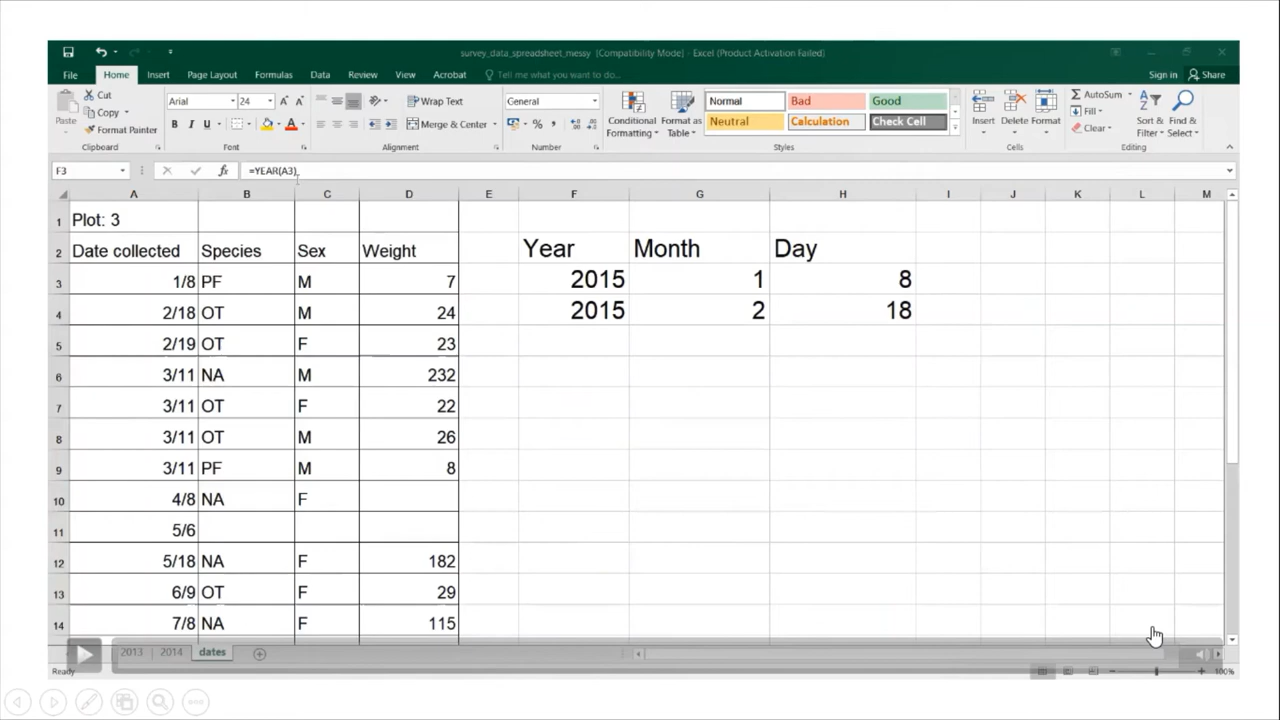 survey_data_spreadsheet_messy [Compatibility Mode] - Excel (Product Activation Failed)
File Home Insert Page Layout Formulas Data Review View Acrobat Tell me what you want to do... Sign in Share
Paste
Cut
Copy
Format Painter
Clipboard
Arial 24 A A
B I U A
Font
Wrap Text
Merge & Center
Alignment
General
% ,
Number
Conditional Formatting
Format as Table
Normal Bad Good
Neutral Calculation Check Cell
Styles
Insert Delete Format
Cells
AutoSum
Fill
Clear
Sort & Filter
Find & Select
Editing
F3 fx =YEAR(A3)
A B C D E F G H I J K L M
1 Plot: 3
2 Date collected Species Sex Weight Year Month Day
3 1/8 PF M 7 2015 1 8
4 2/18 OT M 24 2015 2 18
5 2/19 OT F 23
6 3/11 NA M 232
7 3/11 OT F 22
8 3/11 OT M 26
9 3/11 PF M 8
10 4/8 NA F
11 5/6
12 5/18 NA F 182
13 6/9 OT F 29
14 7/8 NA F 115
2013 2014 dates
Ready 100%